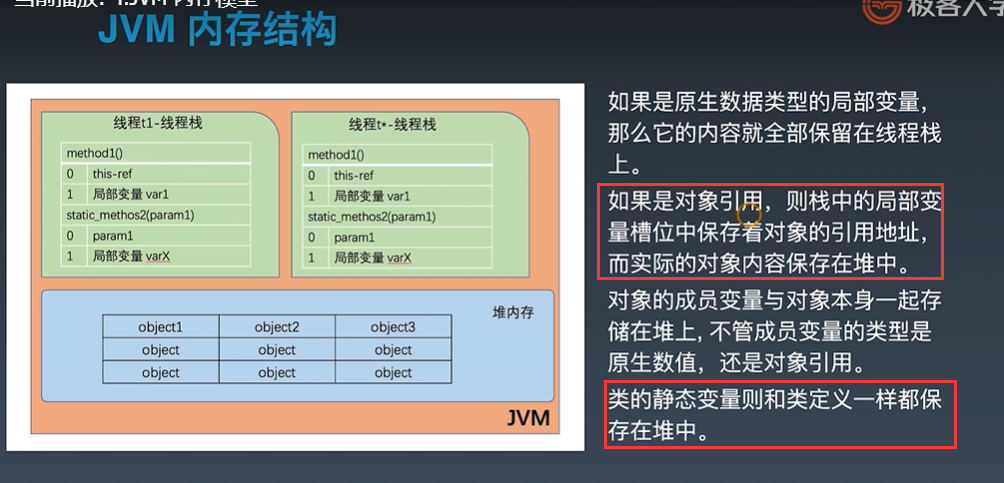 当前播放: 1.JVM 内存模型
极客大学
JVM 内存结构
线程t1-线程栈
method1()
0 this-ref
1 局部变量 var1
static_methos2(param1)
0 param1
1 局部变量 varX
线程t*-线程栈
method1()
0 this-ref
1 局部变量 var1
static_methos2(param1)
0 param1
1 局部变量 varX
堆内存
object1 object2 object3
object object object
object object object
JVM
如果是原生数据类型的局部变量，
那么它的内容就全部保留在线程栈
上。
如果是对象引用，则栈中的局部变
量槽位中保存着对象的引用地址，
而实际的对象内容保存在堆中。
对象的成员变量与对象本身一起存
储在堆上, 不管成员变量的类型是
原生数值，还是对象引用。
类的静态变量则和类定义一样都保
存在堆中。